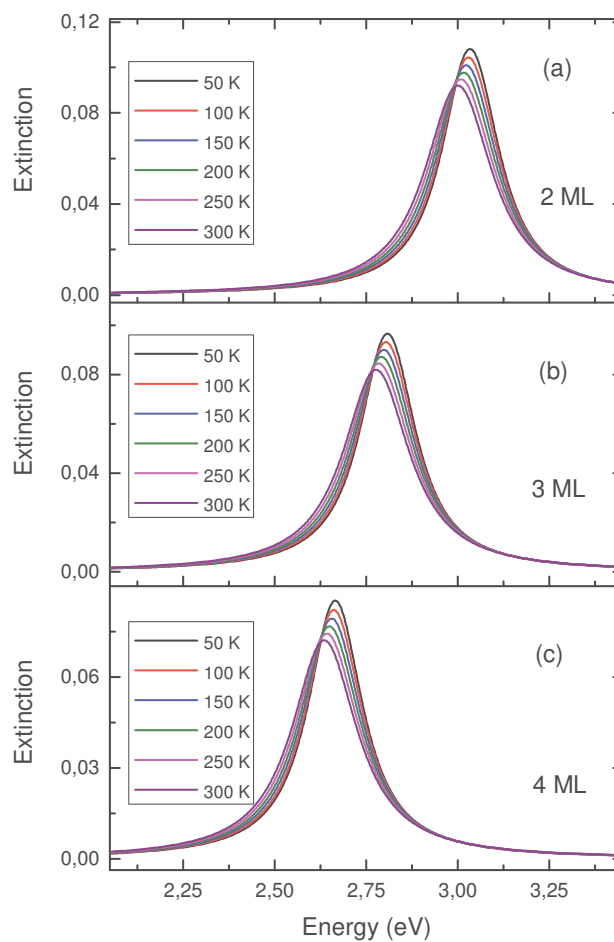 0,12
0,08
0,04
0,00
Extinction
50 K
100 K
150 K
200 K
250 K
300 K
(a)
2 ML
0,08
0,04
0,00
Extinction
50 K
100 K
150 K
200 K
250 K
300 K
(b)
3 ML
0,06
0,03
0,00
Extinction
50 K
100 K
150 K
200 K
250 K
300 K
(c)
4 ML
2,25 2,50 2,75 3,00 3,25
Energy (eV)